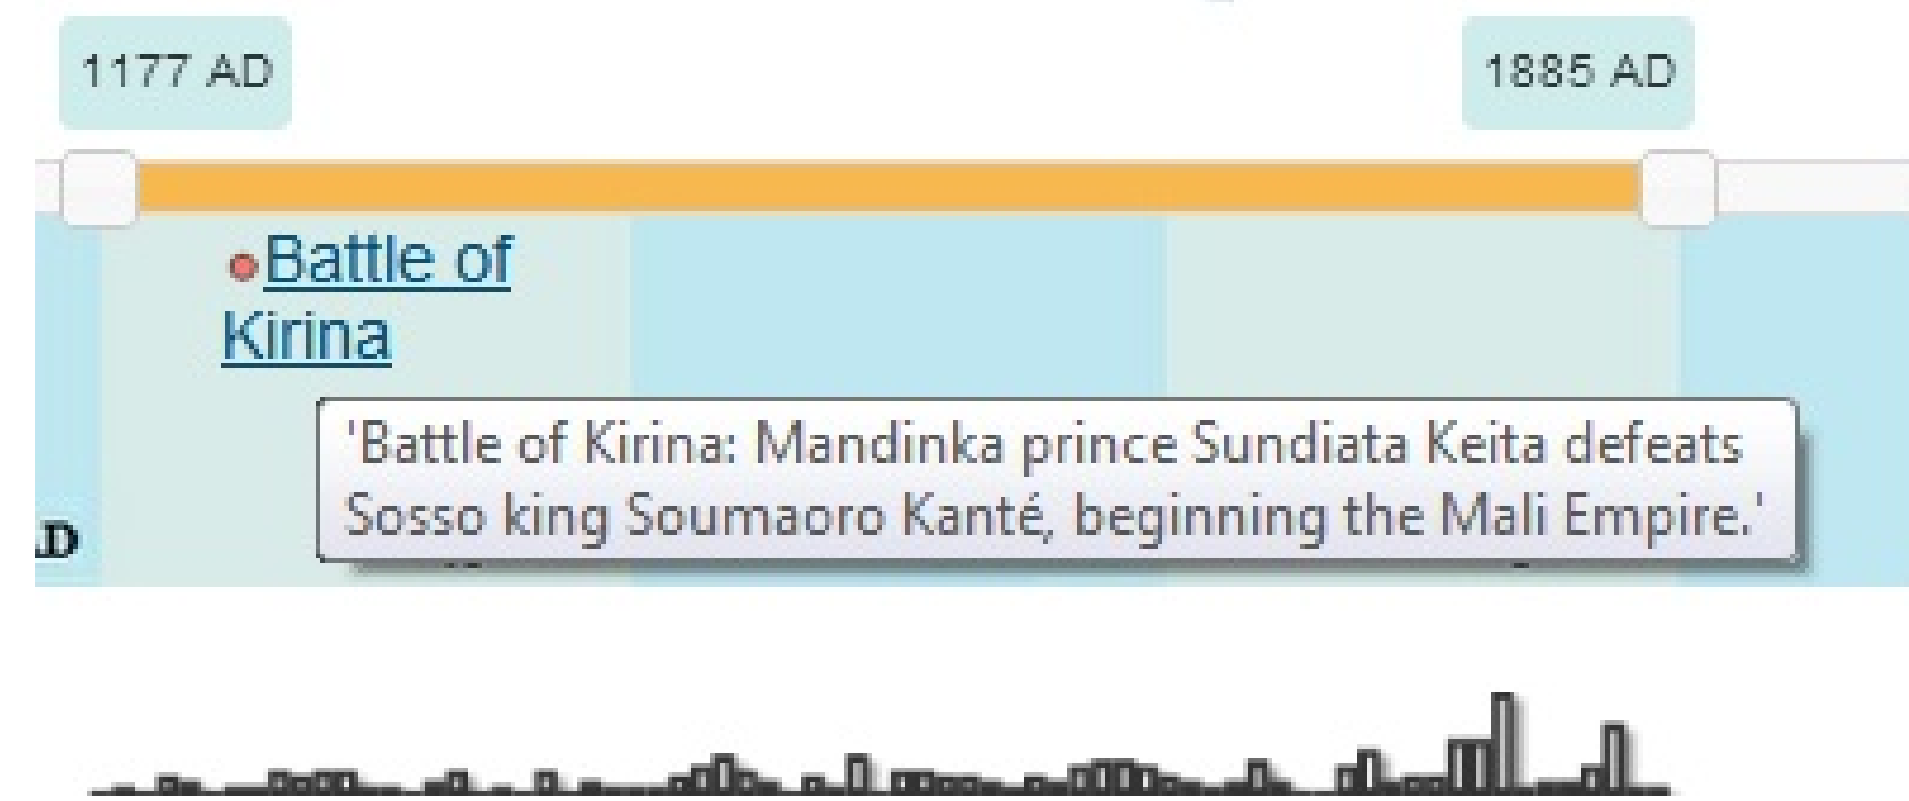 1177 AD
1885 AD
Battle of
Kirina
'Battle of Kirina: Mandinka prince Sundiata Keita defeats
Sosso king Soumaoro Kanté, beginning the Mali Empire.'